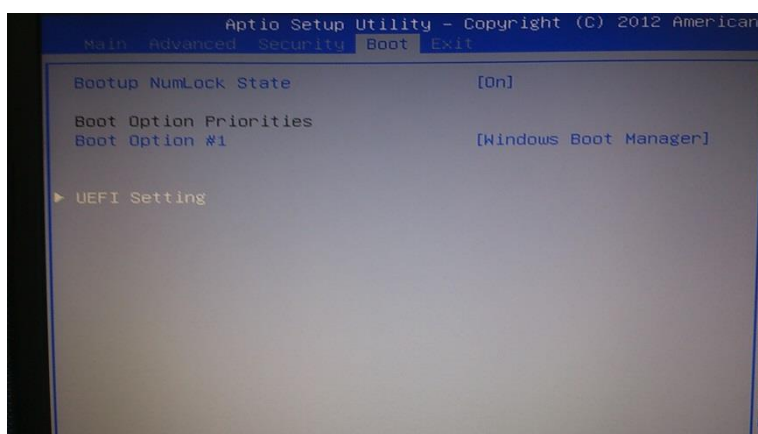 Aptio Setup Utility – Copyright (C) 2012 American
Main Advanced Security Boot Exit
Bootup NumLock State [On]
Boot Option Priorities
Boot Option #1 [Windows Boot Manager]
▶ UEFI Setting